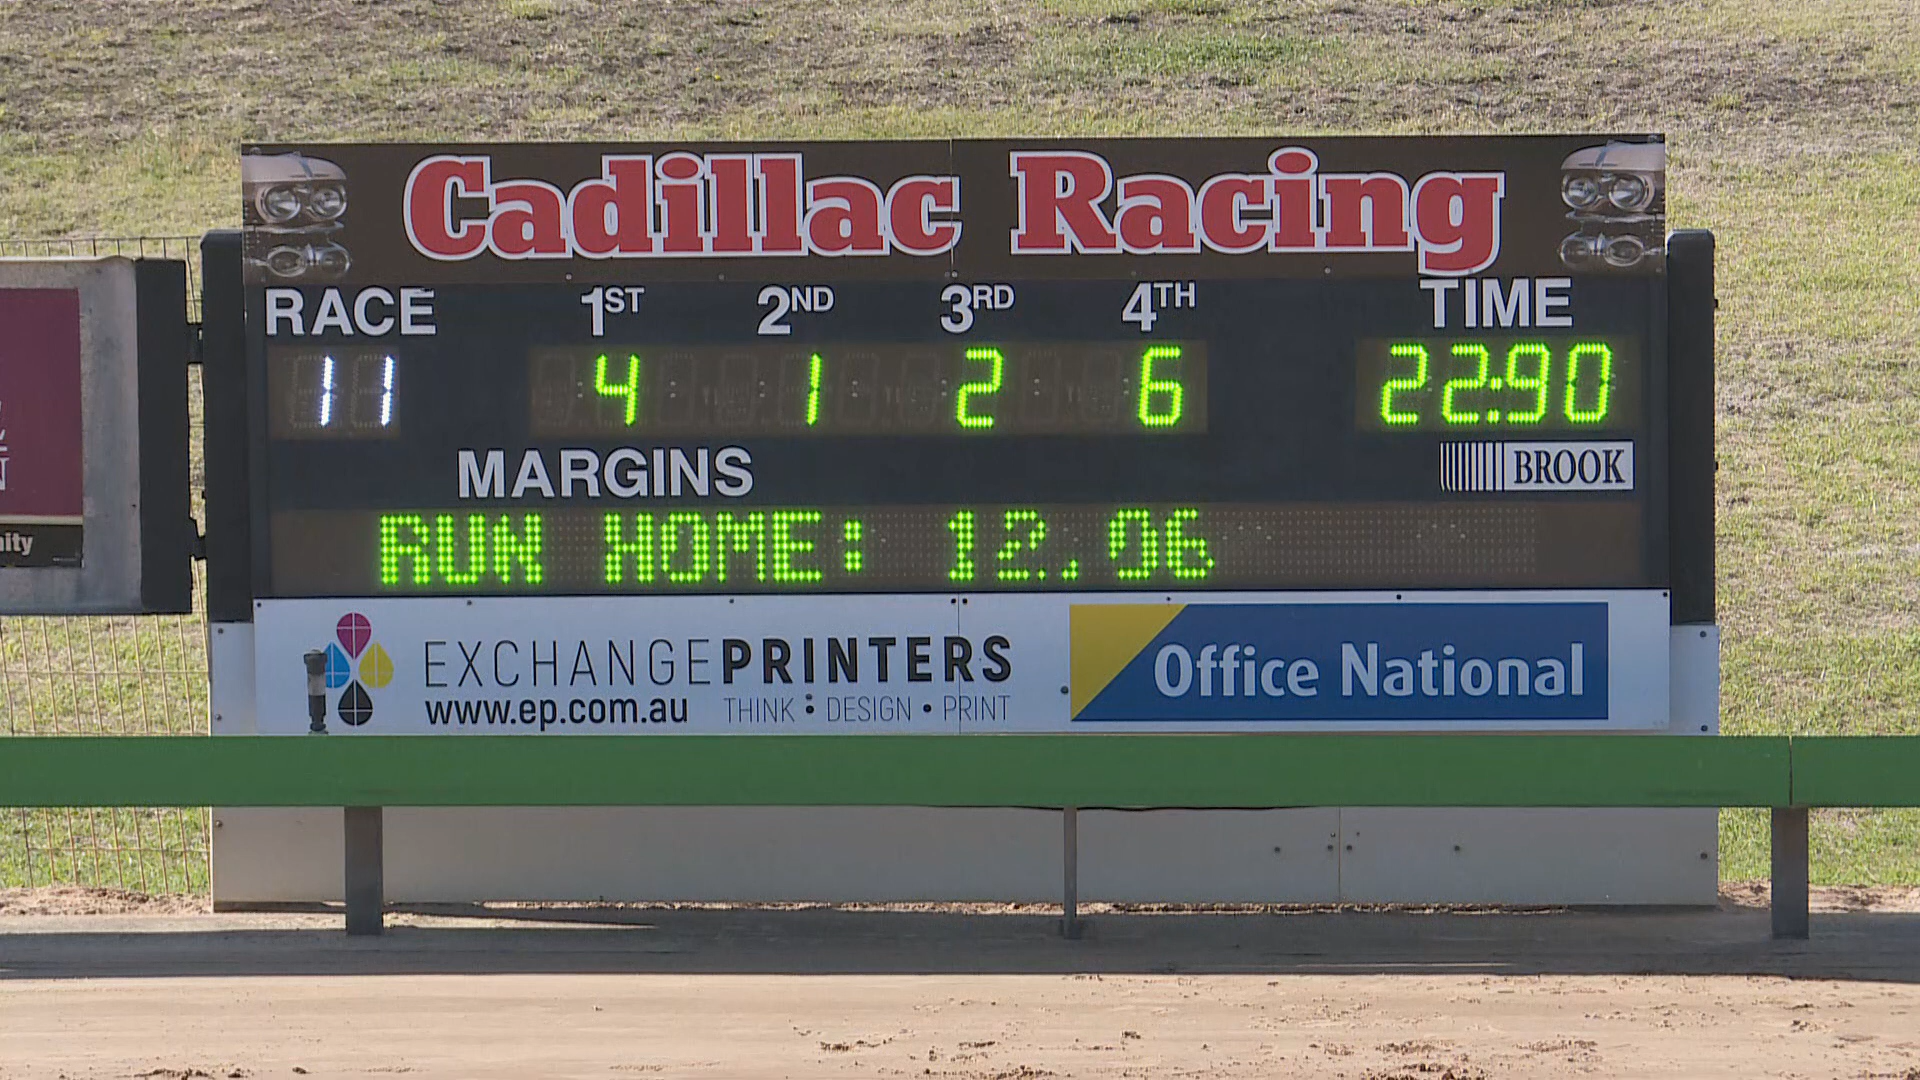 Cadillac Racing
RACE 1ST 2ND 3RD 4TH TIME
11 4 1 2 6 22:90
MARGINS
BROOK
RUN HOME: 12.06
EXCHANGEPRINTERS
www.ep.com.au THINK • DESIGN • PRINT
Office National